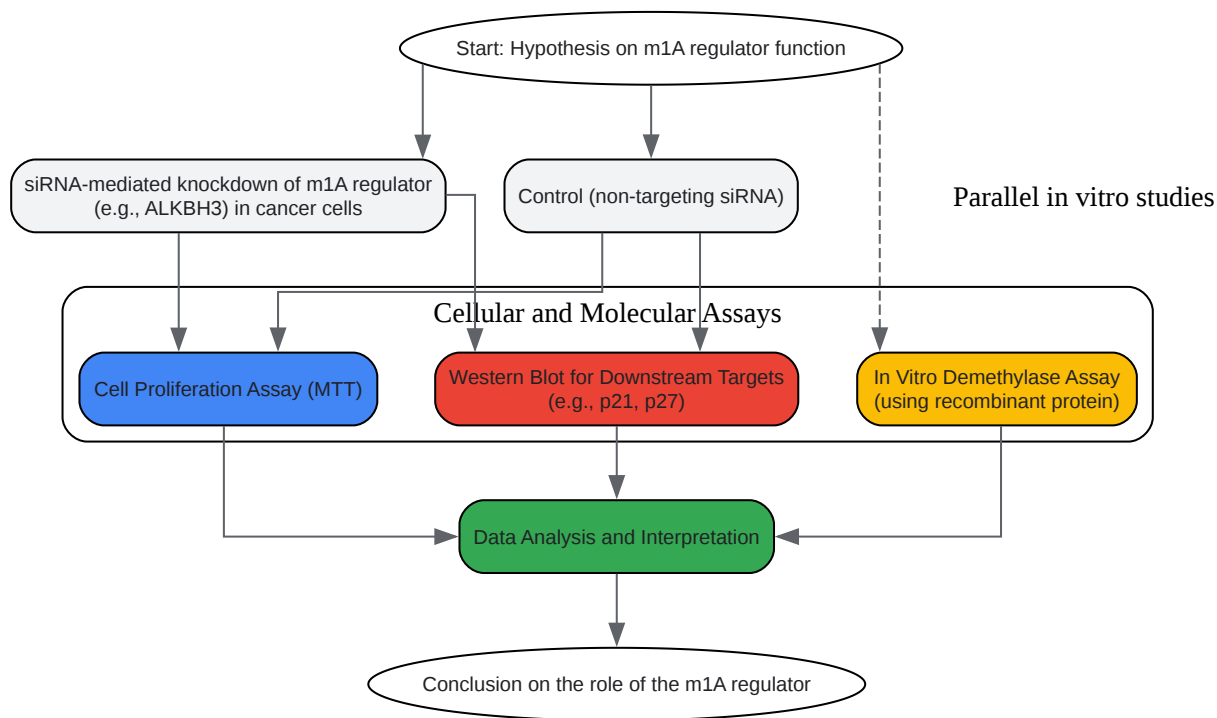 Start: Hypothesis on m1A regulator function
siRNA-mediated knockdown of m1A regulator
(e.g., ALKBH3) in cancer cells
Control (non-targeting siRNA)
Parallel in vitro studies
Cellular and Molecular Assays
Cell Proliferation Assay (MTT)
Western Blot for Downstream Targets
(e.g., p21, p27)
In Vitro Demethylase Assay
(using recombinant protein)
Data Analysis and Interpretation
Conclusion on the role of the m1A regulator